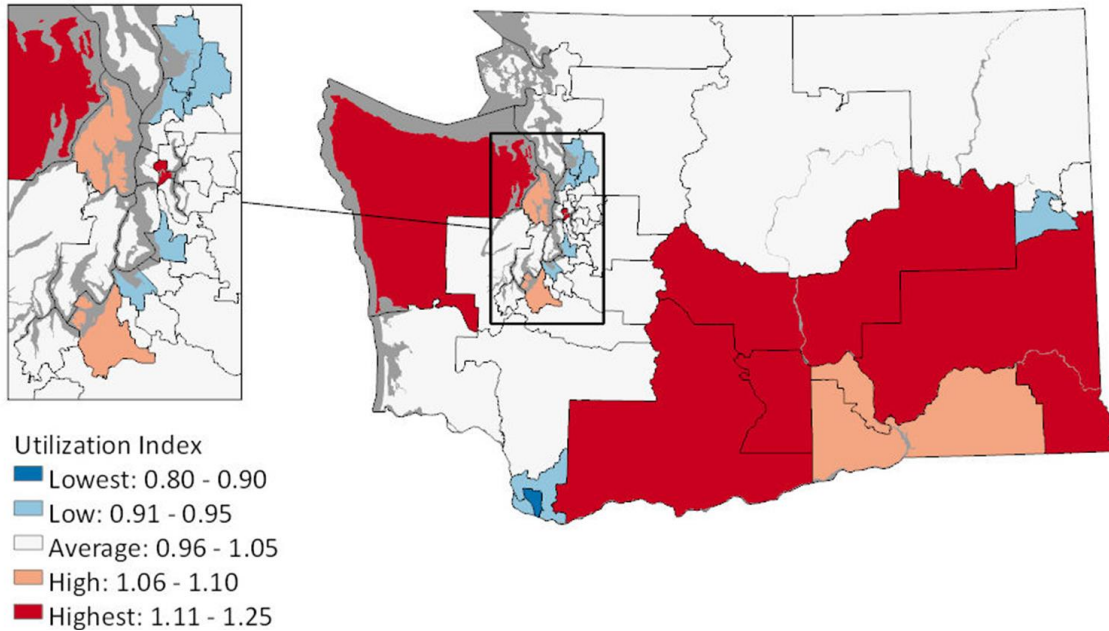 Utilization Index
Lowest: 0.80 - 0.90
Low: 0.91 - 0.95
Average: 0.96 - 1.05
High: 1.06 - 1.10
Highest: 1.11 - 1.25